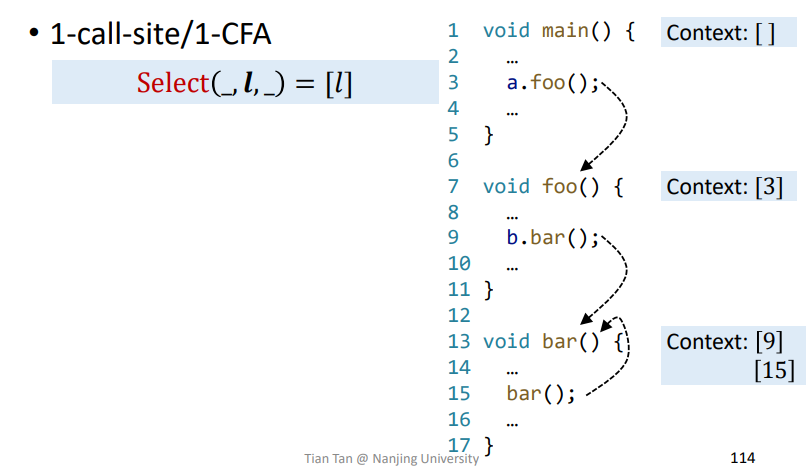 • 1-call-site/1-CFA
Select(_, l, _) = [l]
1 void main() { Context: [ ]
2 …
3 a.foo();
4 …
5 }
6
7 void foo() { Context: [3]
8 …
9 b.bar();
10 …
11 }
12
13 void bar() { Context: [9]
14 … [15]
15 bar();
16 …
17 }
Tian Tan @ Nanjing University 114